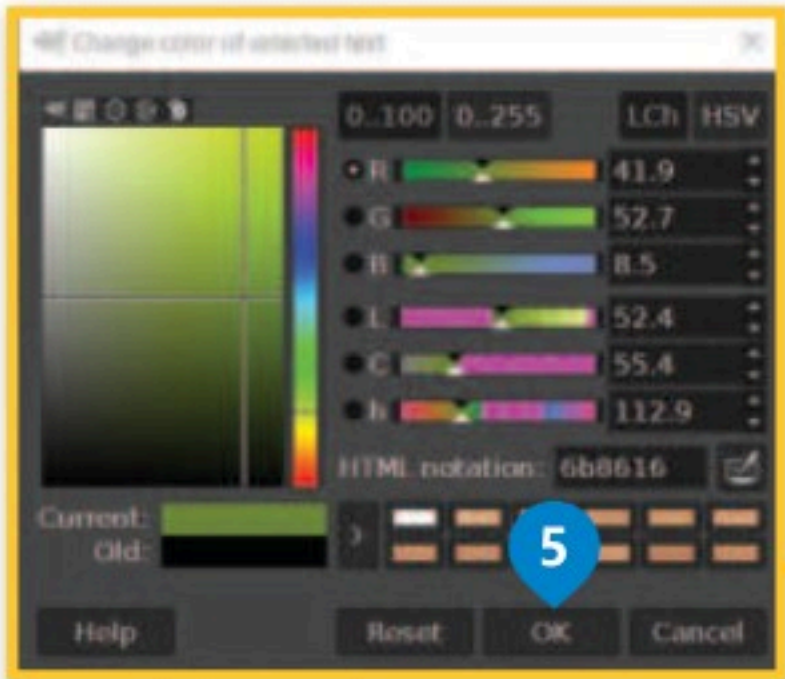 Change color of selected text
0..100 0..255 LCh HSV
R 41.9
G 52.7
B 8.5
L 52.4
C 55.4
h 112.9
HTML notation: 6b8616
Current:
Old:
5
Help Reset OK Cancel